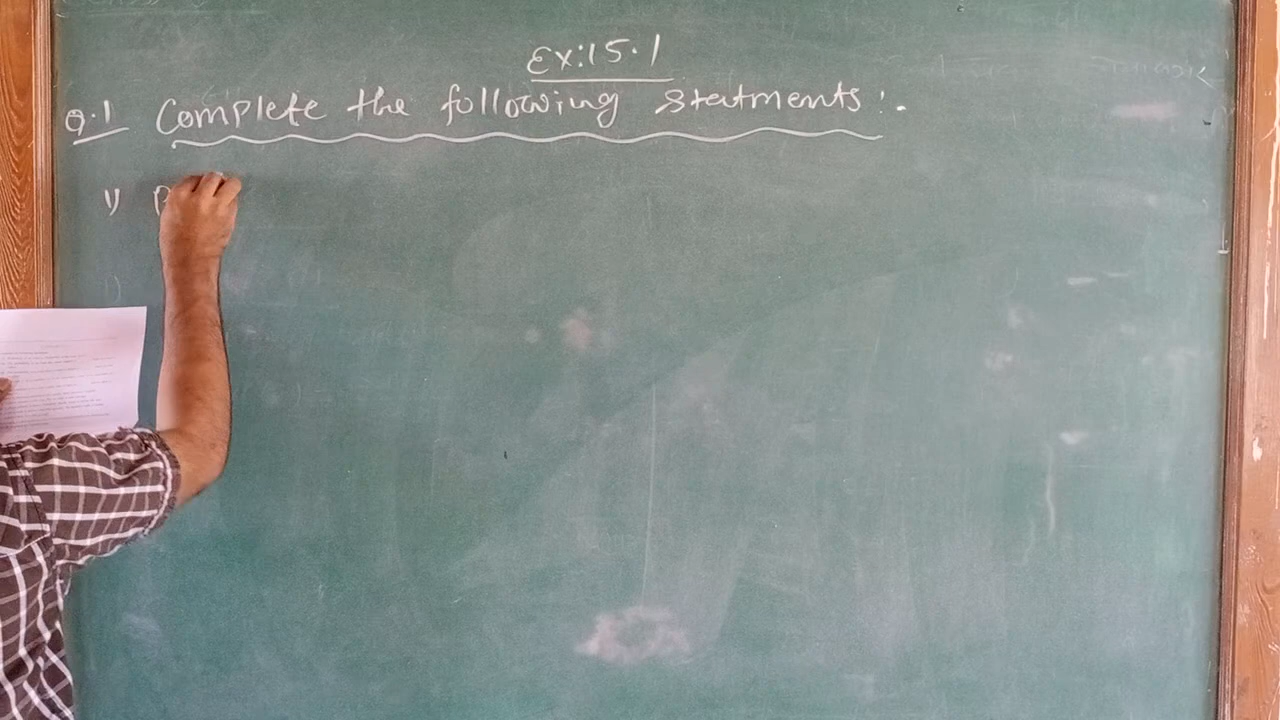 Ex:15.1
Q.1 Complete the following statments:.
1) P